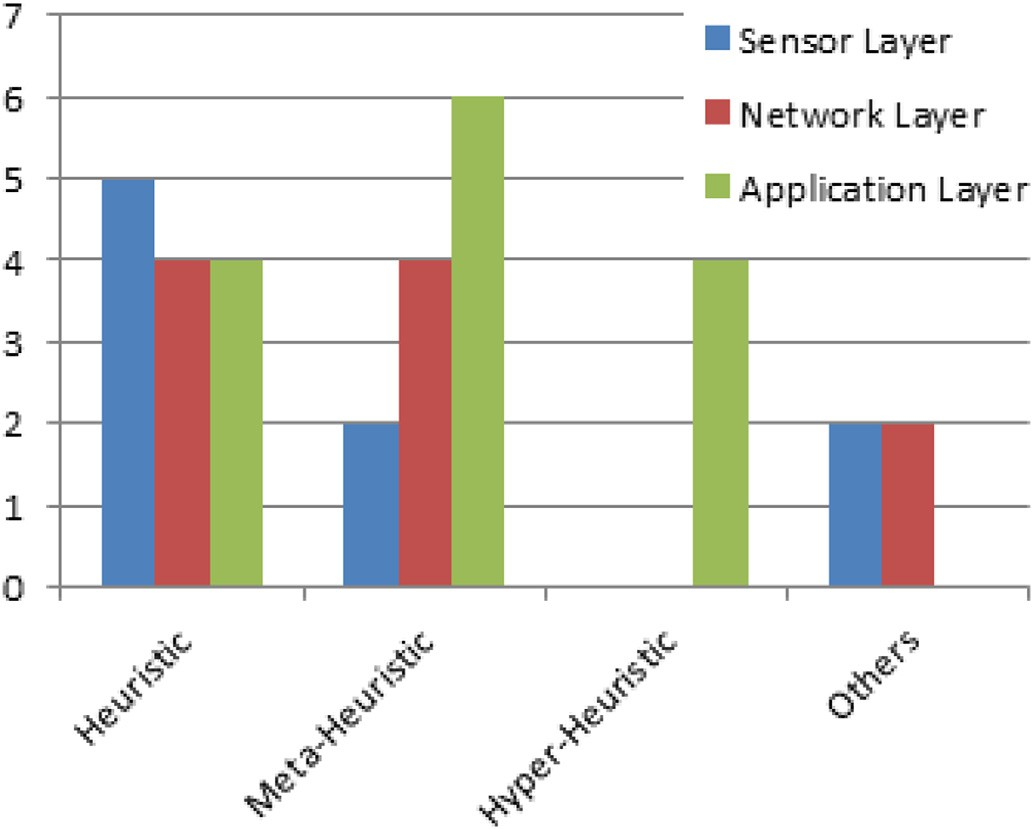 7
6
5
4
3
2
1
0
Sensor Layer
Network Layer
Application Layer
Heuristic
Meta-Heuristic
Hyper-Heuristic
Others